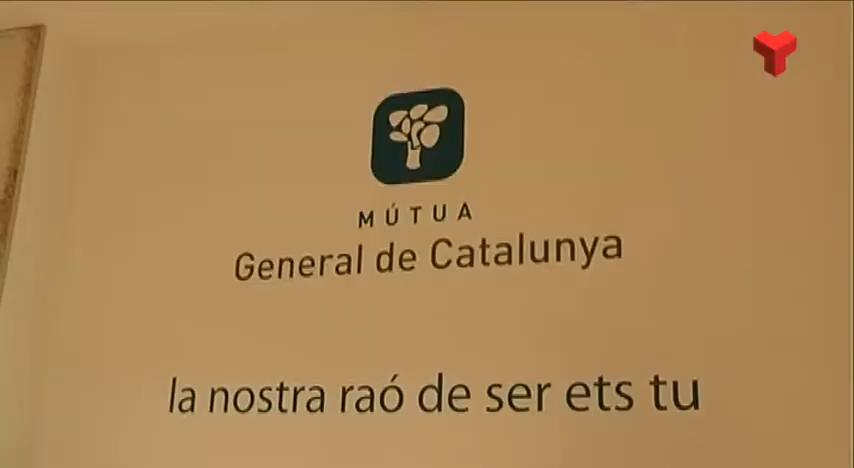 MÚTUA
General de Catalunya
la nostra raó de ser ets tu